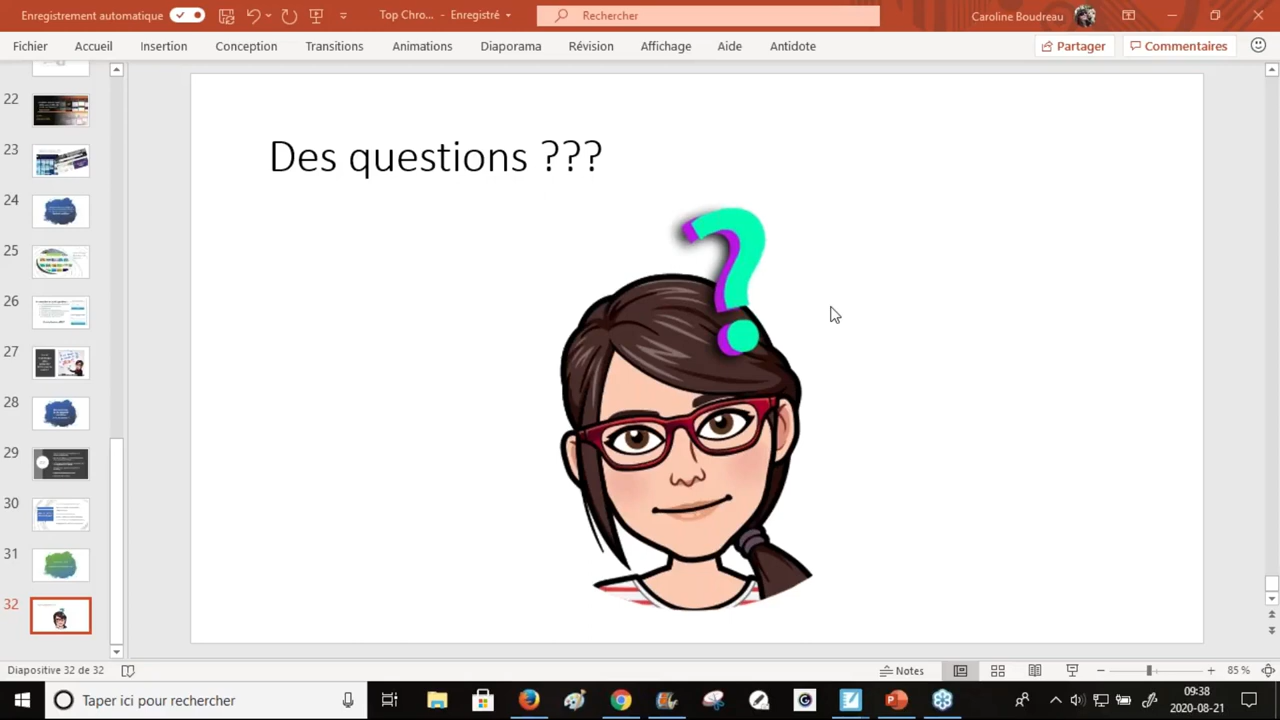 Enregistrement automatique
Top Chro... - Enregistré
Rechercher
Caroline Boudreau
Fichier Accueil Insertion Conception Transitions Animations Diaporama Révision Affichage Aide Antidote
Partager Commentaires
22
23
24
25
26
27
28
29
30
31
32
Des questions ???
?
Diapositive 32 de 32
Notes
85 %
Taper ici pour rechercher
09:38
2020-08-21